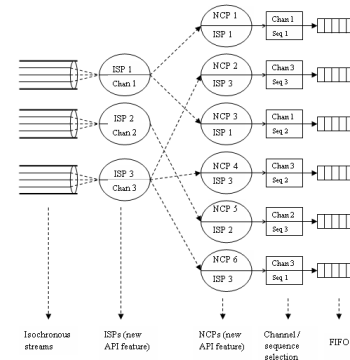 NCP 1
ISP 1
Chan 1
Seq 1
ISP 1
Chan 1
NCP 2
ISP 3
Chan 3
Seq 3
ISP 2
Chan 2
NCP 3
ISP 1
Chan 1
Seq 2
ISP 3
Chan 3
NCP 4
ISP 3
Chan 3
Seq 2
NCP 5
ISP 2
Chan 2
Seq 3
NCP 6
ISP 3
Chan 3
Seq 1
Isochronous
streams
ISPs (new
API feature)
NCPs (new
API feature)
Channel /
sequence
selection
FIFO